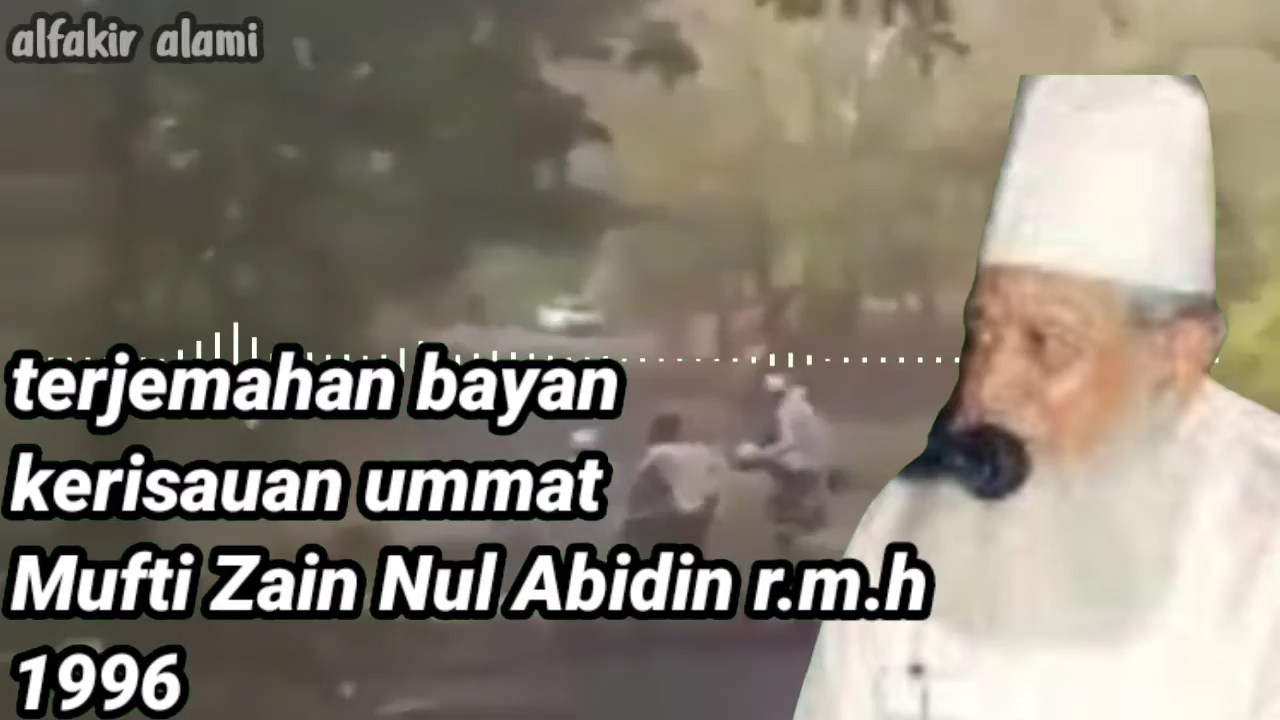 alfakir alami
terjemahan bayan
kerisauan ummat
Mufti Zain Nul Abidin r.m.h
1996